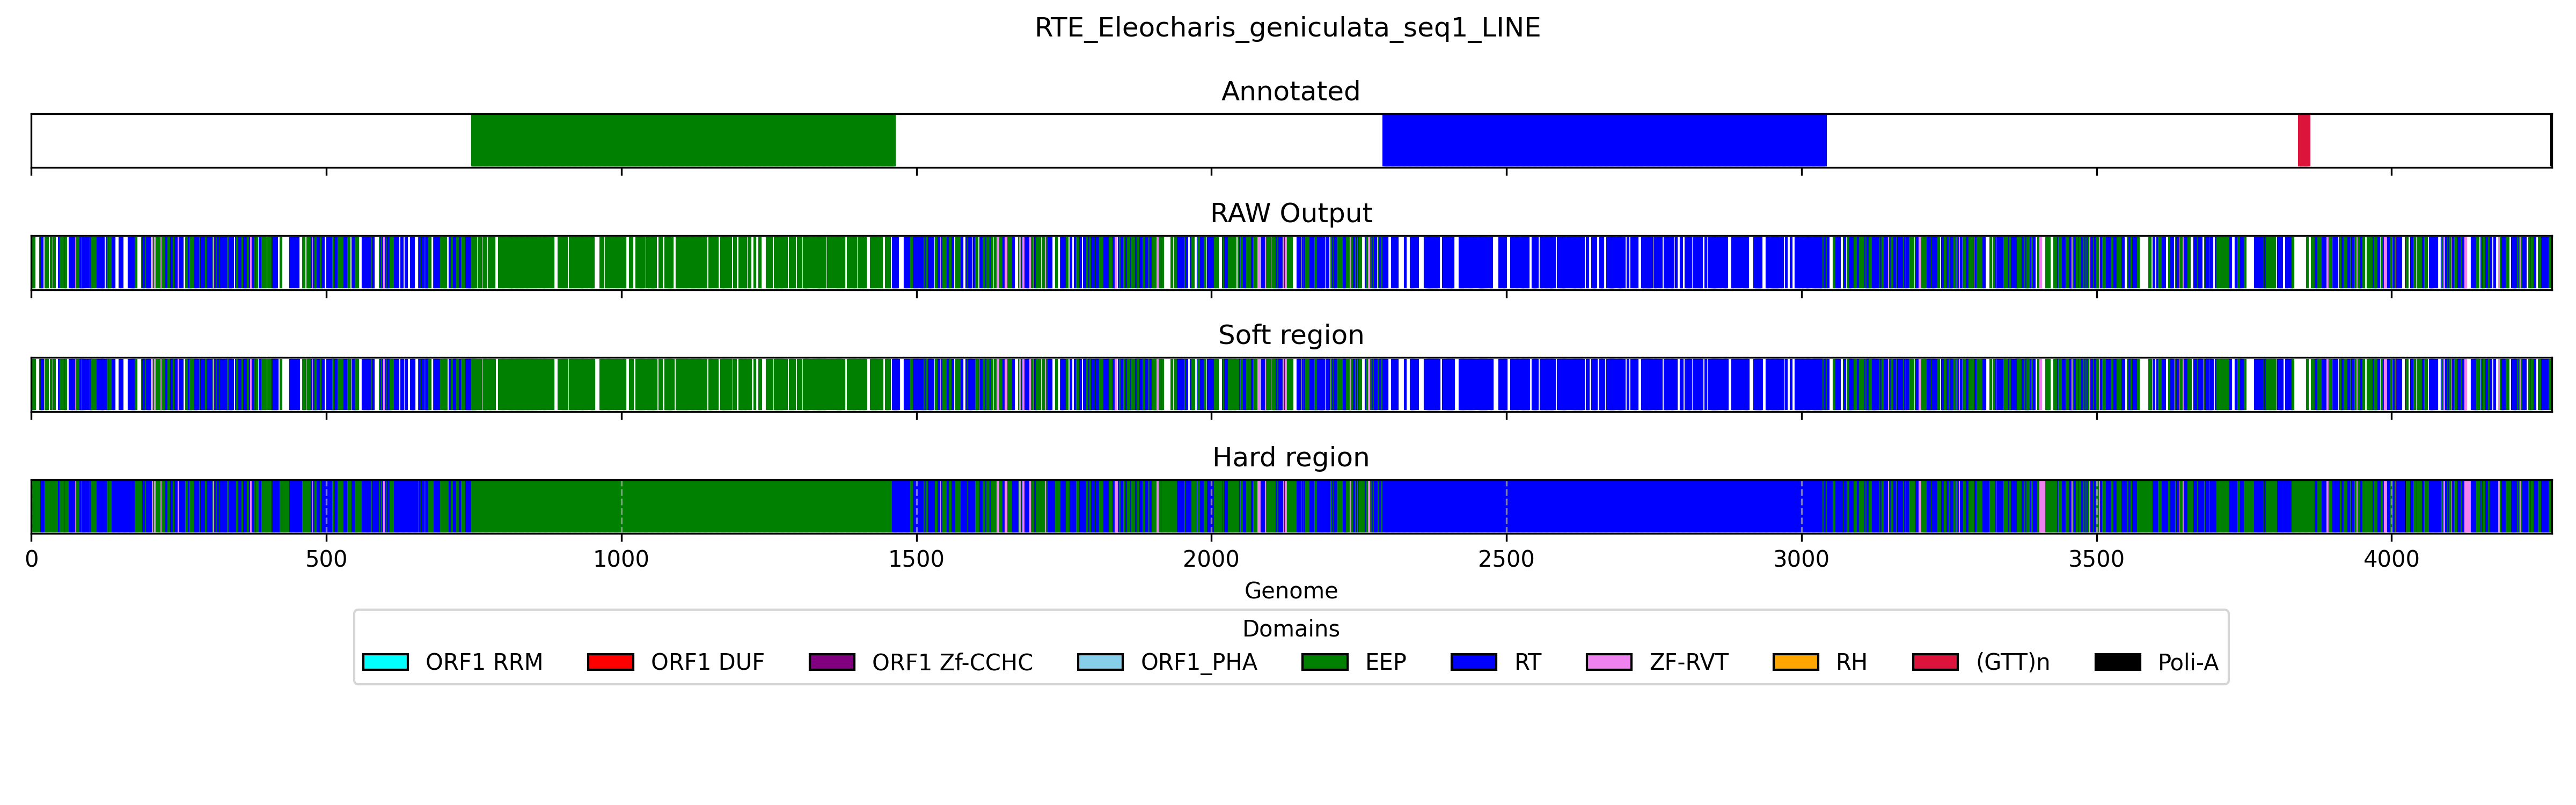 RTE_Eleocharis_geniculata_seq1_LINE
Annotated
RAW Output
Soft region
Hard region
0 500 1000 1500 2000 2500 3000 3500 4000
Genome
Domains
ORF1 RRM ORF1 DUF ORF1 Zf-CCHC ORF1_PHA EEP RT ZF-RVT RH (GTT)n Poli-A